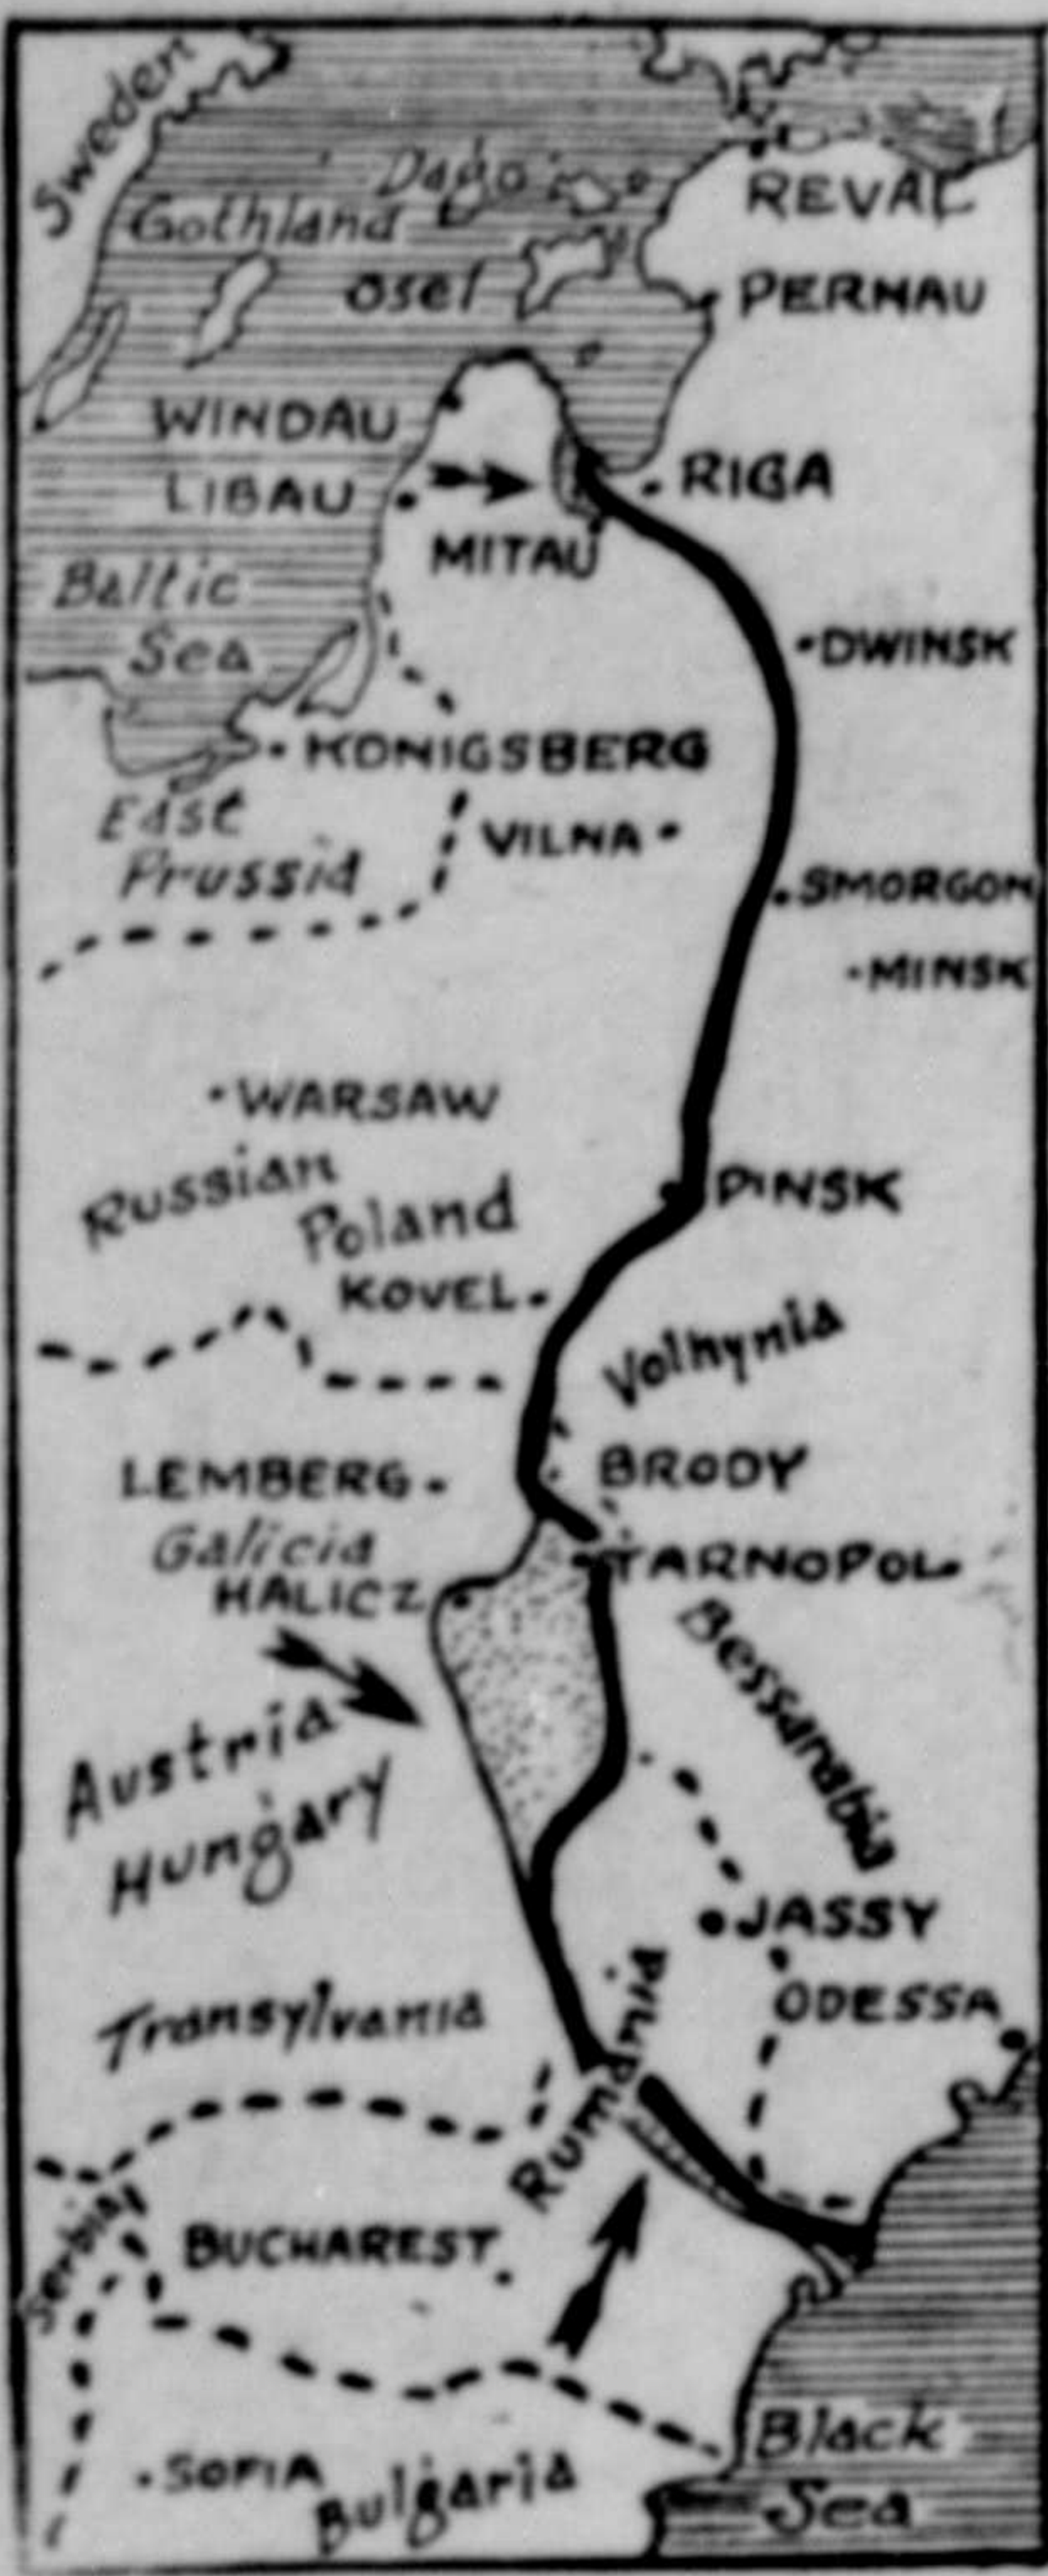 Sweden
Dago
REVAL
Gothland
Osel
PERNAU
WINDAU
LIBAU
RIGA
MITAU
Baltic
Sea
DWINSK
KONIGSBERG
East
Prussia
VILNA
SMORGON
MINSK
WARSAW
Russian
Poland
PINSK
KOVEL
Volhynia
LEMBERG
BRODY
Galicia
TARNOPOL
HALICZ
Bessarabia
Austria
Hungary
JASSY
Rumania
ODESSA
Transylvania
Serbia
BUCHAREST
Black
Sea
SOFIA
Bulgaria